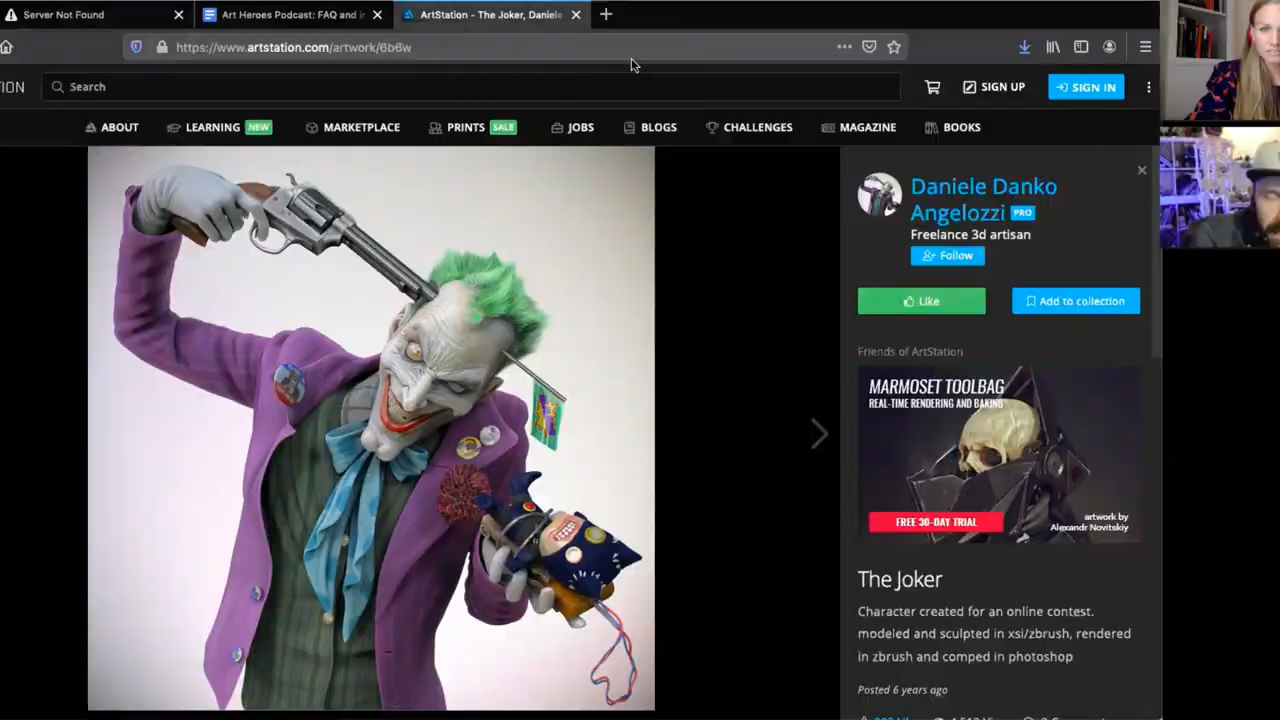 Server Not Found
Art Heroes Podcast: FAQ and i
ArtStation - The Joker, Daniele
https://www.artstation.com/artwork/6b6w
TION
Search
SIGN UP
SIGN IN
ABOUT
LEARNING NEW
MARKETPLACE
PRINTS SALE
JOBS
BLOGS
CHALLENGES
MAGAZINE
BOOKS
Daniele Danko
Angelozzi PRO
Freelance 3d artisan
Follow
Like
Add to collection
Friends of ArtStation
MARMOSET TOOLBAG
REAL-TIME RENDERING AND BAKING
FREE 30-DAY TRIAL
artwork by
Alexandr Novitskiy
The Joker
Character created for an online contest.
modeled and sculpted in xsi/zbrush, rendered
in zbrush and comped in photoshop
Posted 6 years ago